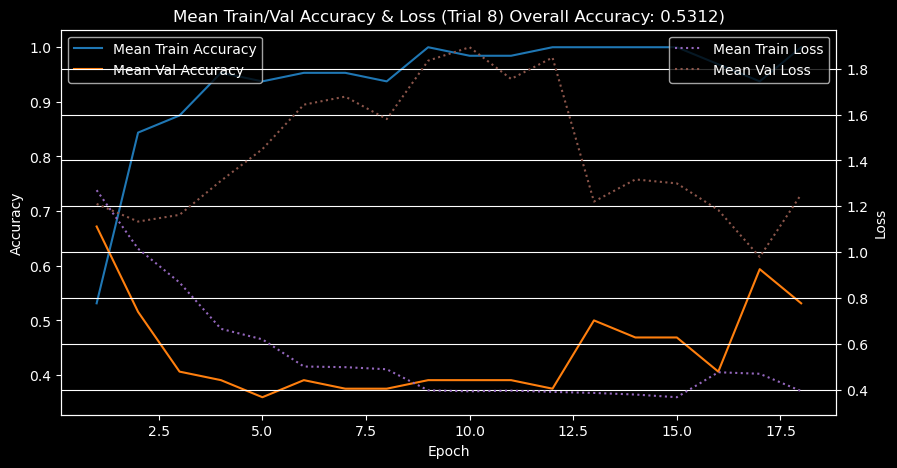 Mean Train/Val Accuracy & Loss (Trial 8) Overall Accuracy: 0.5312)
Mean Train Accuracy
Mean Val Accuracy
Mean Train Loss
Mean Val Loss
Accuracy
1.0
0.9
0.8
0.7
0.6
0.5
0.4
Loss
1.8
1.6
1.4
1.2
1.0
0.8
0.6
0.4
2.5 5.0 7.5 10.0 12.5 15.0 17.5
Epoch